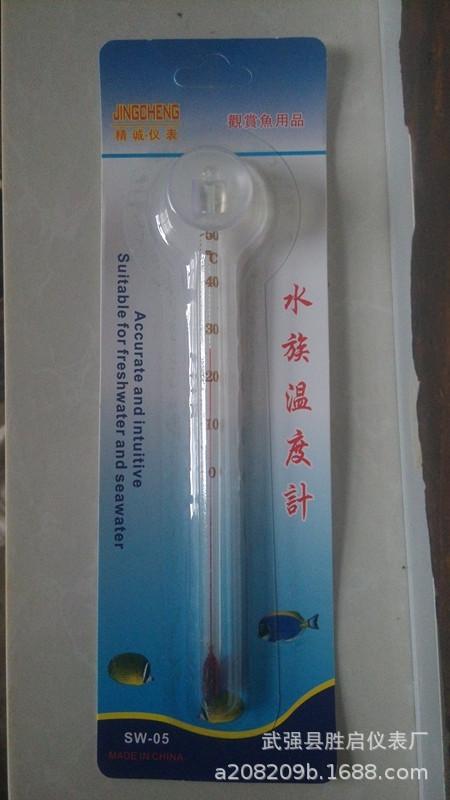 JINGCHENG
精诚仪表
觀賞魚用品
50
℃
40
30
20
10
0
水族温度計
Accurate and intuitive
Suitable for freshwater and seawater
SW-05
MADE IN CHINA
武强县胜启仪表厂
a208209b.1688.com